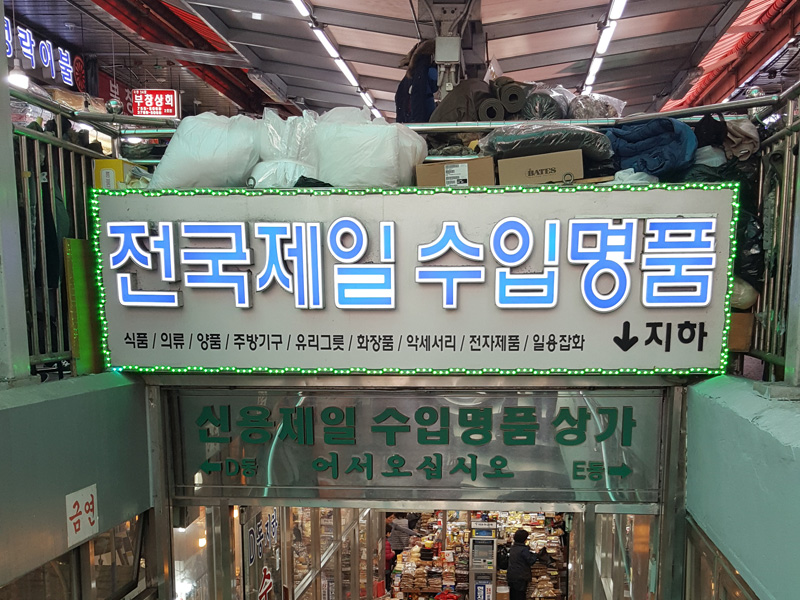 부장상회
BATES
전국제일 수입명품
식품 / 의류 / 양품 / 주방기구 / 유리그릇 / 화장품 / 악세서리 / 전자제품 / 일용잡화
↓지하
신용제일 수입명품 상가
←D동 어서오십시오 E동→
금연
D동